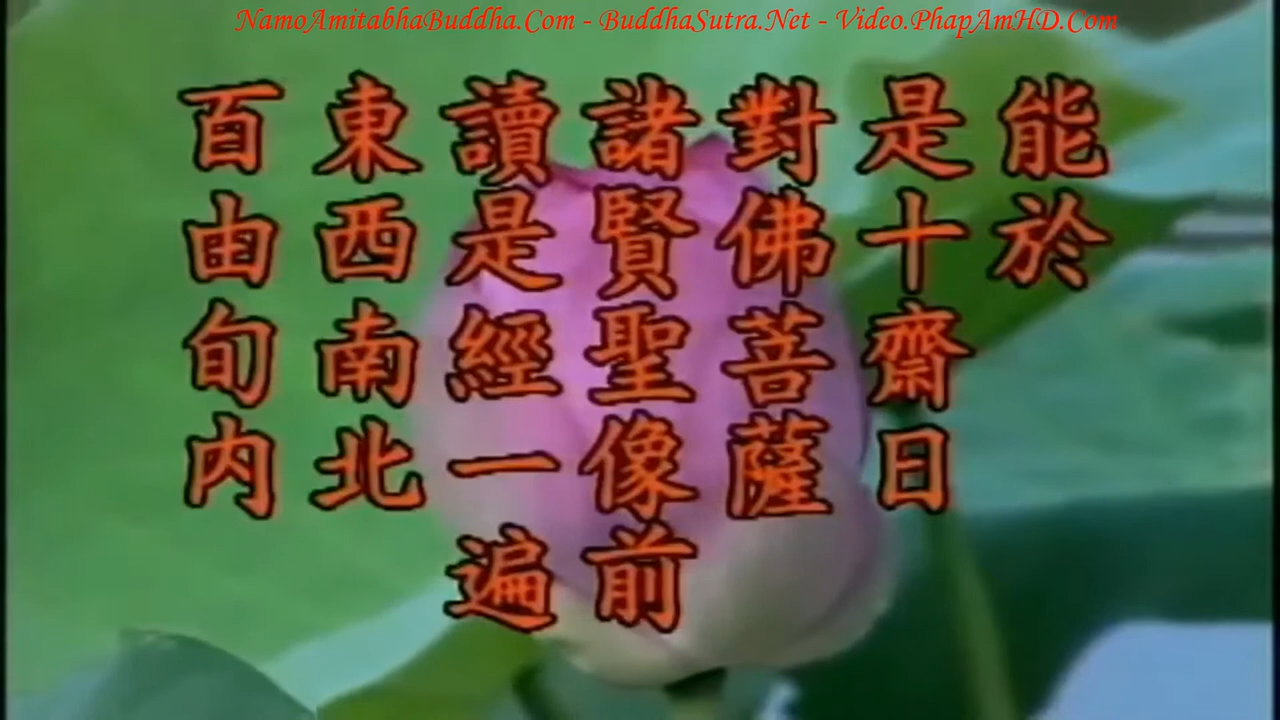 NamoAmitabhaBuddha.Com - BuddhaSutra.Net - Video.PhapAmHD.Com
能於
是十齋日
對佛菩薩
諸賢聖像前
讀是經一遍
東西南北
百由旬內